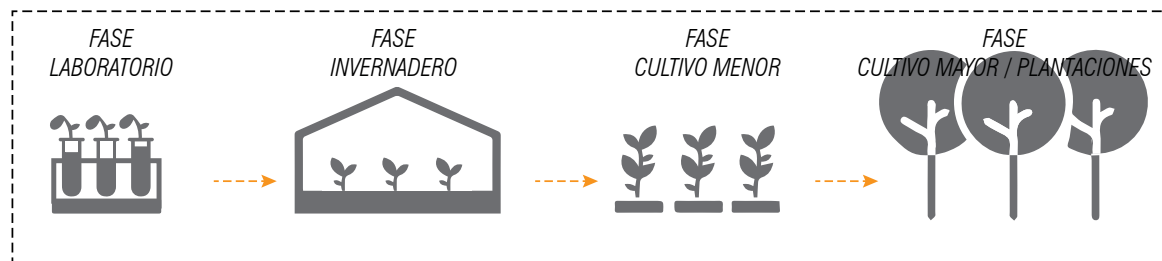 FASE
LABORATORIO
FASE
INVERNADERO
FASE
CULTIVO MENOR
FASE
CULTIVO MAYOR / PLANTACIONES